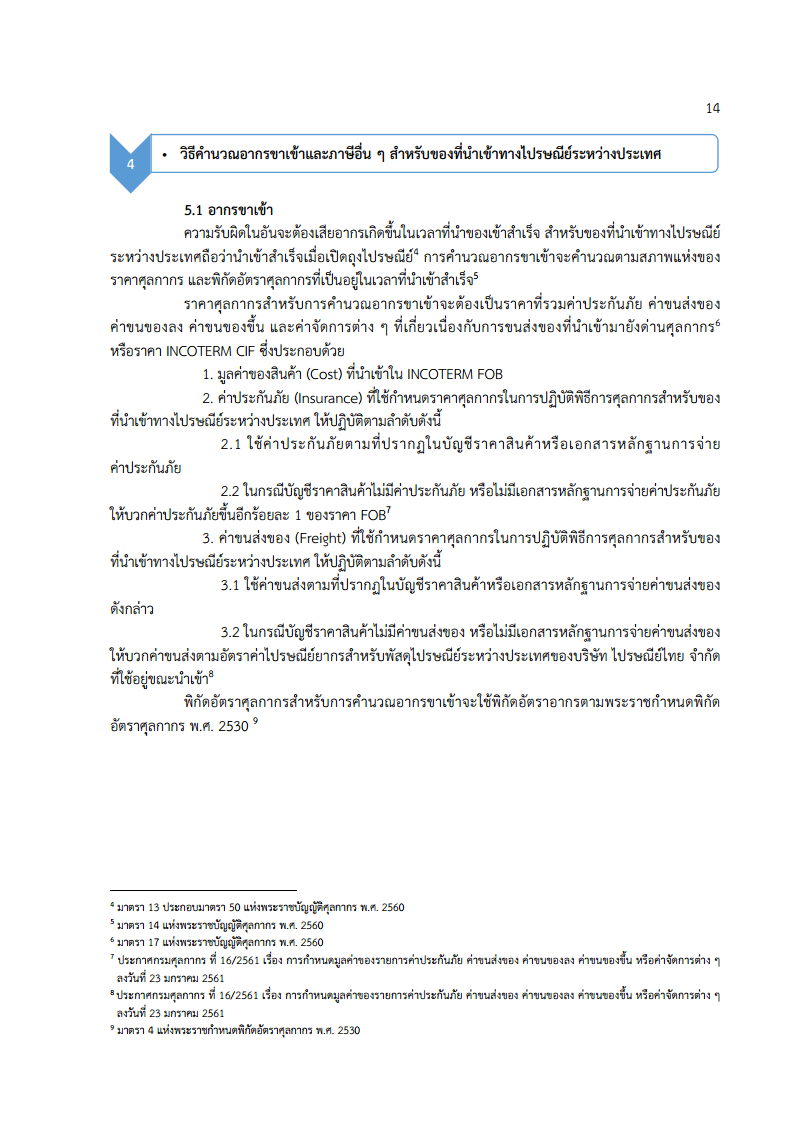 14
4
• วิธีคำนวณอากรขาเข้าและภาษีอื่น ๆ สำหรับของที่นำเข้าทางไปรษณีย์ระหว่างประเทศ
5.1 อากรขาเข้า
ความรับผิดในอันจะต้องเสียอากรเกิดขึ้นในเวลาที่นำของเข้าสำเร็จ สำหรับของที่นำเข้าทางไปรษณีย์
ระหว่างประเทศถือว่านำเข้าสำเร็จเมื่อเปิดถุงไปรษณีย์⁴ การคำนวณอากรขาเข้าจะคำนวณตามสภาพแห่งของ
ราคาศุลกากร และพิกัดอัตราศุลกากรที่เป็นอยู่ในเวลาที่นำเข้าสำเร็จ⁵
ราคาศุลกากรสำหรับการคำนวณอากรขาเข้าจะต้องเป็นราคาที่รวมค่าประกันภัย ค่าขนส่งของ
ค่าขนของลง ค่าขนของขึ้น และค่าจัดการต่าง ๆ ที่เกี่ยวเนื่องกับการขนส่งของที่นำเข้ามายังด่านศุลกากร⁶
หรือราคา INCOTERM CIF ซึ่งประกอบด้วย
1. มูลค่าของสินค้า (Cost) ที่นำเข้าใน INCOTERM FOB
2. ค่าประกันภัย (Insurance) ที่ใช้กำหนดราคาศุลกากรในการปฏิบัติพิธีการศุลกากรสำหรับของ
ที่นำเข้าทางไปรษณีย์ระหว่างประเทศ ให้ปฏิบัติตามลำดับดังนี้
2.1 ใช้ค่าประกันภัยตามที่ปรากฏในบัญชีราคาสินค้าหรือเอกสารหลักฐานการจ่าย
ค่าประกันภัย
2.2 ในกรณีบัญชีราคาสินค้าไม่มีค่าประกันภัย หรือไม่มีเอกสารหลักฐานการจ่ายค่าประกันภัย
ให้บวกค่าประกันภัยขึ้นอีกร้อยละ 1 ของราคา FOB⁷
3. ค่าขนส่งของ (Freight) ที่ใช้กำหนดราคาศุลกากรในการปฏิบัติพิธีการศุลกากรสำหรับของ
ที่นำเข้าทางไปรษณีย์ระหว่างประเทศ ให้ปฏิบัติตามลำดับดังนี้
3.1 ใช้ค่าขนส่งตามที่ปรากฏในบัญชีราคาสินค้าหรือเอกสารหลักฐานการจ่ายค่าขนส่งของ
ดังกล่าว
3.2 ในกรณีบัญชีราคาสินค้าไม่มีค่าขนส่งของ หรือไม่มีเอกสารหลักฐานการจ่ายค่าขนส่งของ
ให้บวกค่าขนส่งตามอัตราค่าไปรษณีย์ยากรสำหรับพัสดุไปรษณีย์ระหว่างประเทศของบริษัท ไปรษณีย์ไทย จำกัด
ที่ใช้อยู่ขณะนำเข้า⁸
พิกัดอัตราศุลกากรสำหรับการคำนวณอากรขาเข้าจะใช้พิกัดอัตราอากรตามพระราชกำหนดพิกัด
อัตราศุลกากร พ.ศ. 2530 ⁹
⁴ มาตรา 13 ประกอบมาตรา 50 แห่งพระราชบัญญัติศุลกากร พ.ศ. 2560
⁵ มาตรา 14 แห่งพระราชบัญญัติศุลกากร พ.ศ. 2560
⁶ มาตรา 17 แห่งพระราชบัญญัติศุลกากร พ.ศ. 2560
⁷ ประกาศกรมศุลกากร ที่ 16/2561 เรื่อง การกำหนดมูลค่าของรายการค่าประกันภัย ค่าขนส่งของ ค่าขนของลง ค่าขนของขึ้น หรือค่าจัดการต่าง ๆ
ลงวันที่ 23 มกราคม 2561
⁸ ประกาศกรมศุลกากร ที่ 16/2561 เรื่อง การกำหนดมูลค่าของรายการค่าประกันภัย ค่าขนส่งของ ค่าขนของลง ค่าขนของขึ้น หรือค่าจัดการต่าง ๆ
ลงวันที่ 23 มกราคม 2561
⁹ มาตรา 4 แห่งพระราชกำหนดพิกัดอัตราศุลกากร พ.ศ. 2530